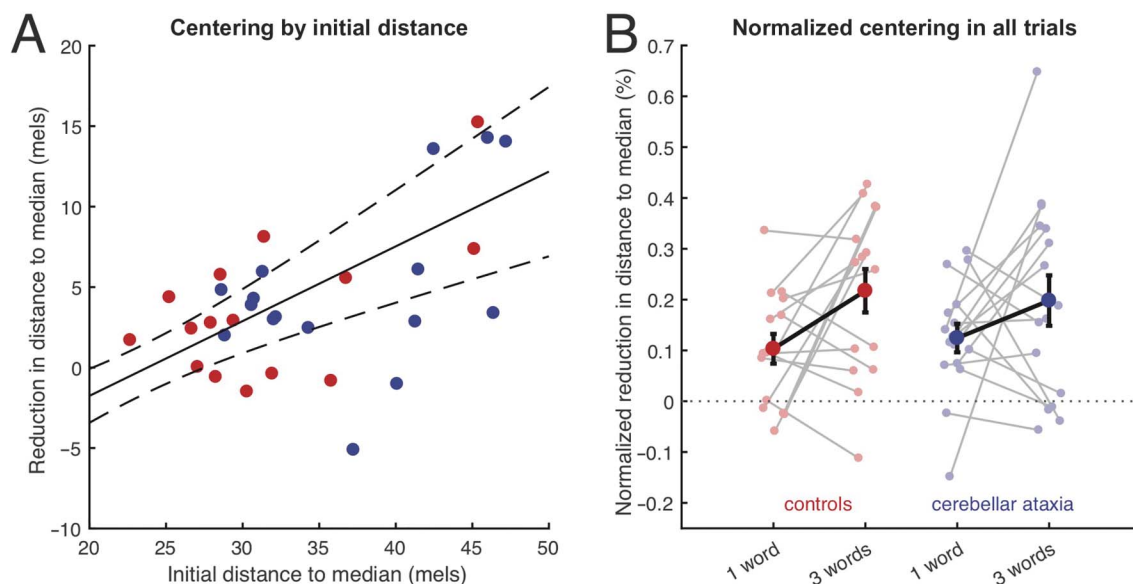 A
Centering by initial distance
Reduction in distance to median (mels)
20
15
10
5
0
−5
−10
20 25 30 35 40 45 50
Initial distance to median (mels)
B
Normalized centering in all trials
Normalized reduction in distance to median (%)
0.7
0.6
0.5
0.4
0.3
0.2
0.1
0
−0.1
−0.2
controls
cerebellar ataxia
1 word 3 words 1 word 3 words